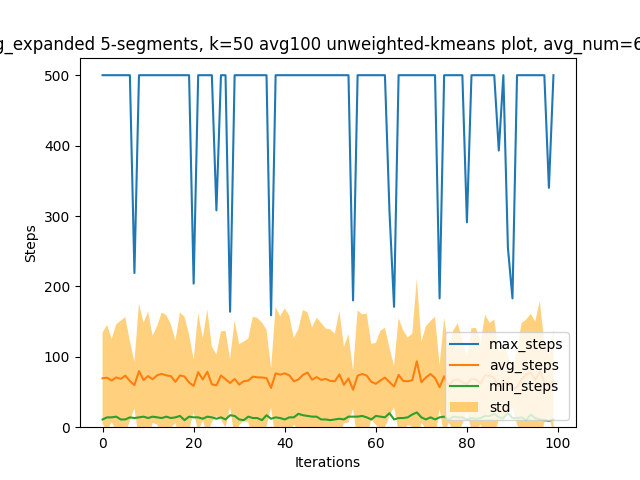 g_expanded 5-segments, k=50 avg100 unweighted-kmeans plot, avg_num=6
500
400
300
200
100
0
Steps
0 20 40 60 80 100
Iterations
max_steps
avg_steps
min_steps
std